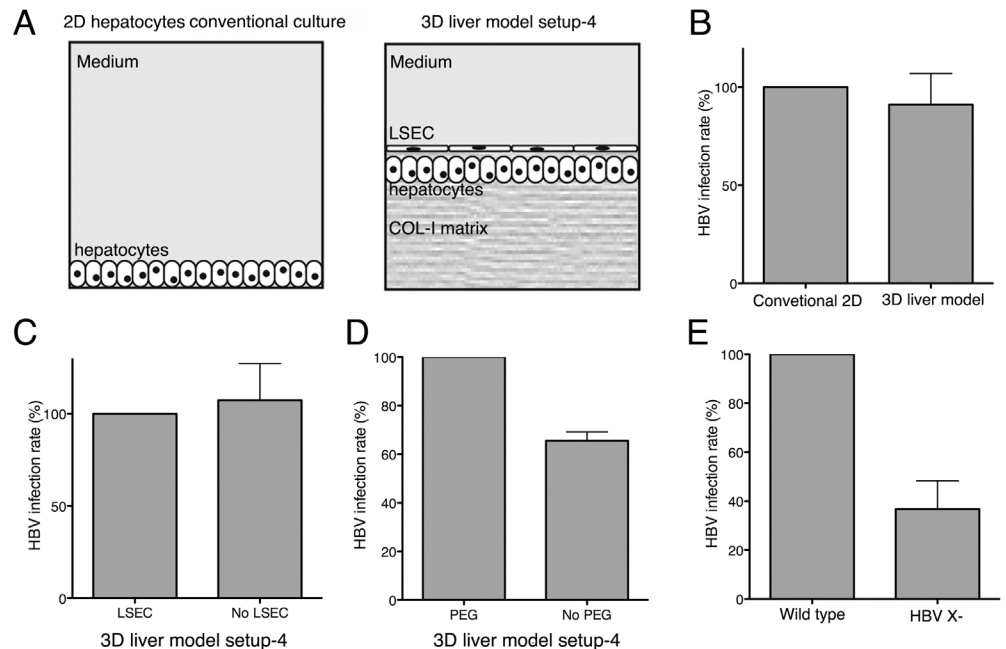 A
2D hepatocytes conventional culture
Medium
hepatocytes
3D liver model setup-4
Medium
LSEC
hepatocytes
COL-I matrix
B
HBV infection rate (%)
100
50
0
Convetional 2D
3D liver model
C
HBV infection rate (%)
100
50
0
LSEC
No LSEC
3D liver model setup-4
D
HBV infection rate (%)
100
80
60
40
20
0
PEG
No PEG
3D liver model setup-4
E
HBV infection rate (%)
100
80
60
40
20
0
Wild type
HBV X-